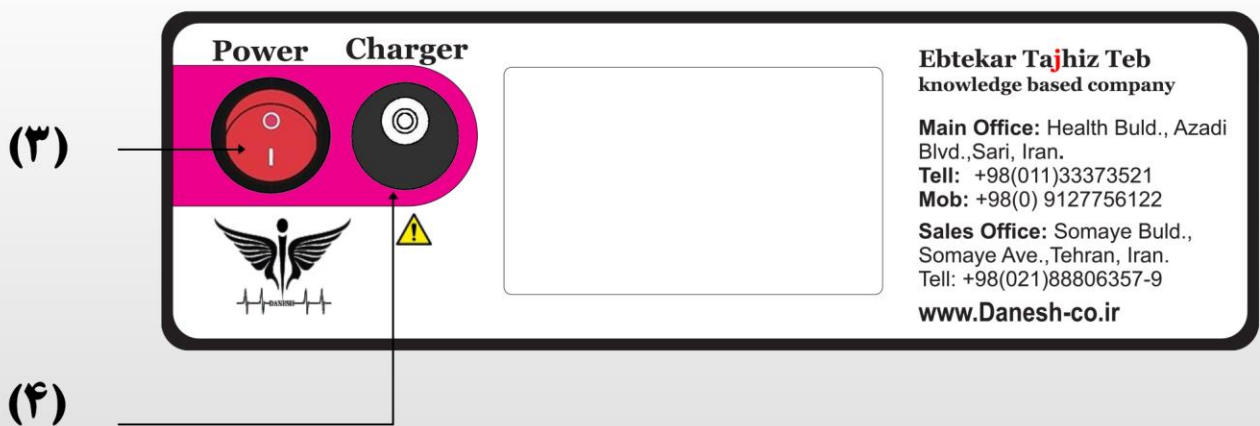 Power Charger
(۳)
DANESH
(۴)
Ebtekar Tajhiz Teb
knowledge based company
Main Office: Health Buld., Azadi
Blvd.,Sari, Iran.
Tell: +98(011)33373521
Mob: +98(0) 9127756122
Sales Office: Somaye Buld.,
Somaye Ave.,Tehran, Iran.
Tell: +98(021)88806357-9
www.Danesh-co.ir